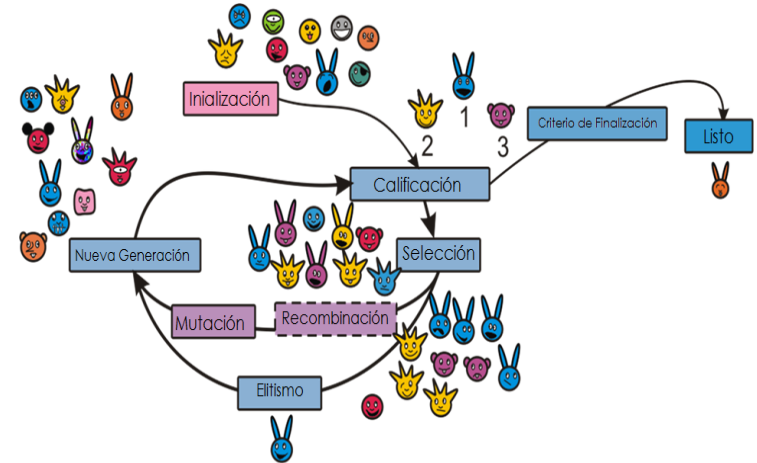 Inialización
2
1
3
Criterio de Finalización
Listo
Calificación
Nueva Generación
Selección
Mutación
Recombinación
Elitismo